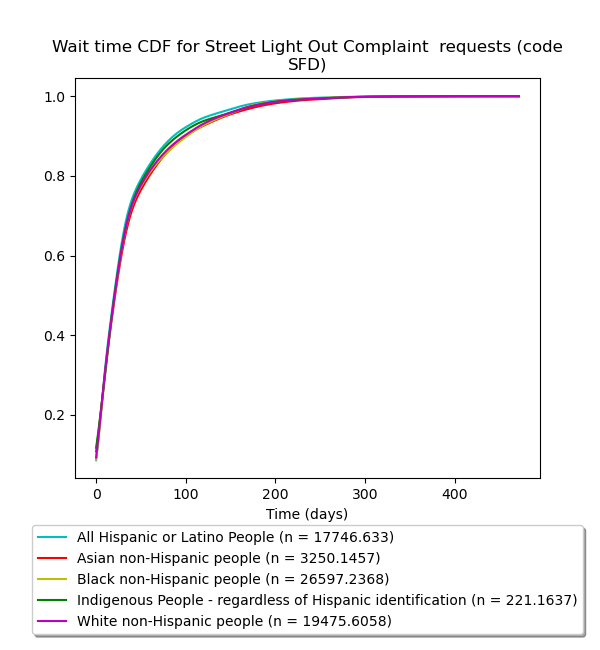 Wait time CDF for Street Light Out Complaint  requests (code
SFD)
1.0
0.8
0.6
0.4
0.2
0 100 200 300 400
Time (days)
All Hispanic or Latino People (n = 17746.633)
Asian non-Hispanic people (n = 3250.1457)
Black non-Hispanic people (n = 26597.2368)
Indigenous People - regardless of Hispanic identification (n = 221.1637)
White non-Hispanic people (n = 19475.6058)